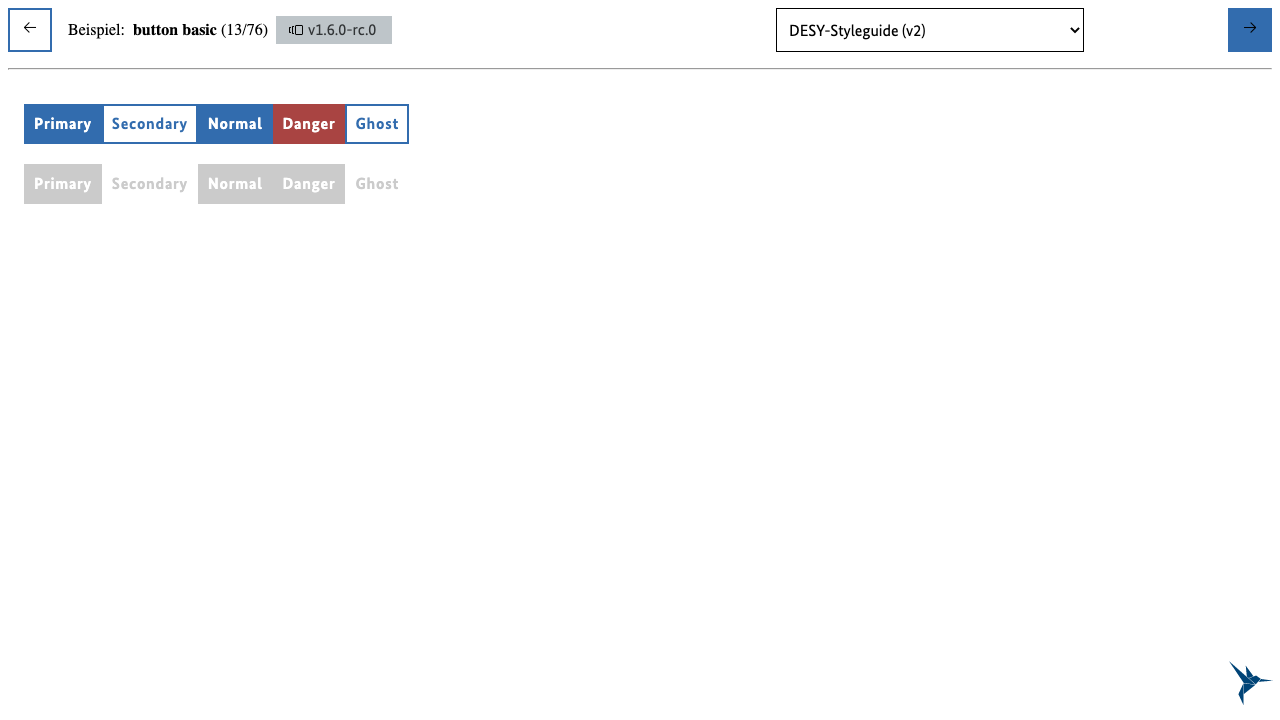 Beispiel: button basic (13/76) v1.6.0-rc.0 DESY-Styleguide (v2)
Primary Secondary Normal Danger Ghost
Primary Secondary Normal Danger Ghost